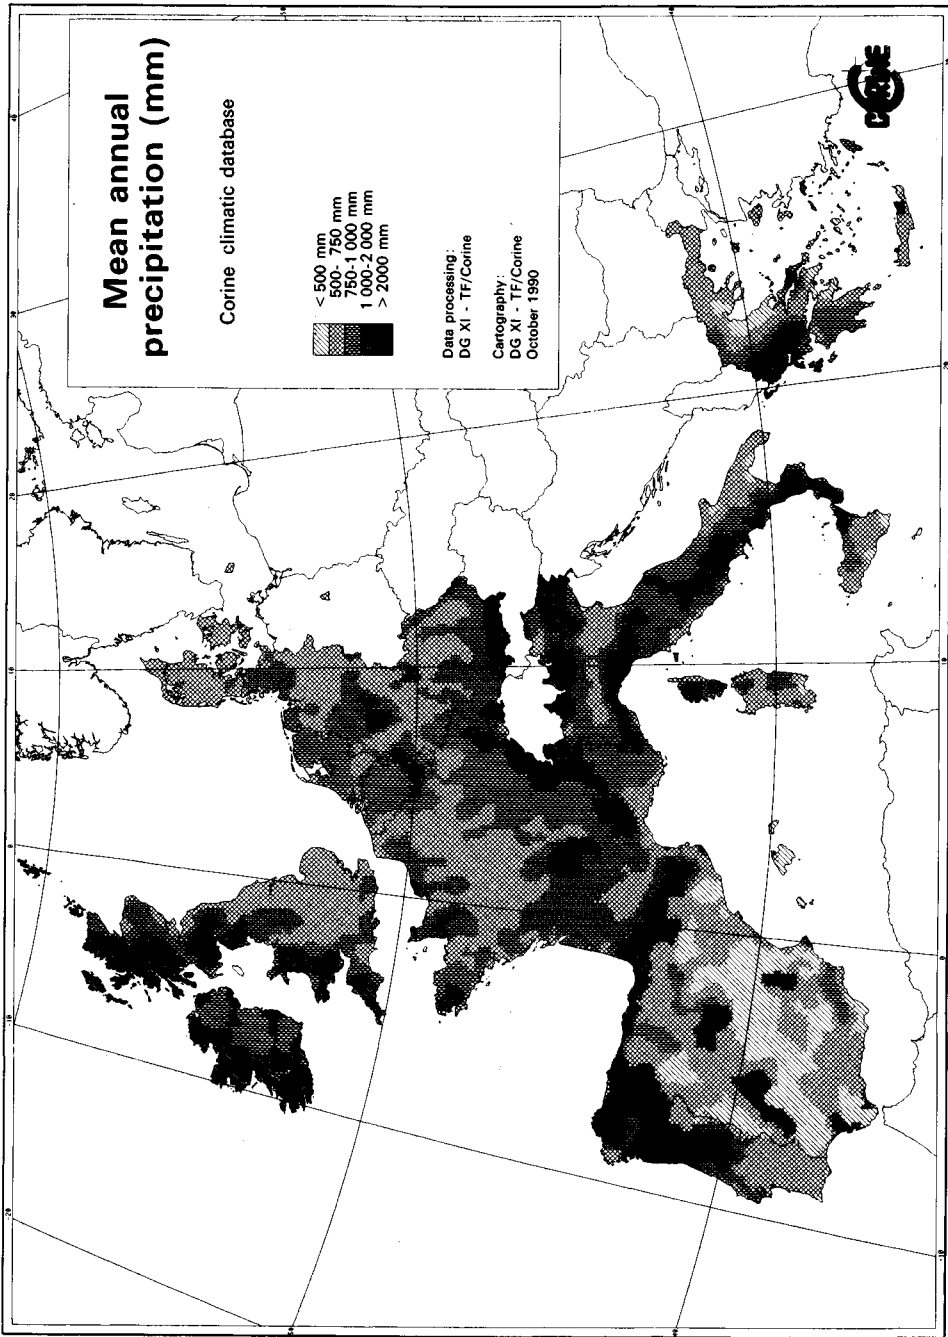 Mean annual
precipitation (mm)
Corine climatic database
< 500 mm
500- 750 mm
750-1 000 mm
1 000-2 000 mm
> 2000 mm
Data processing:
DG XI - TF/Corine
Cartography:
DG XI - TF/Corine
October 1990
CORINE